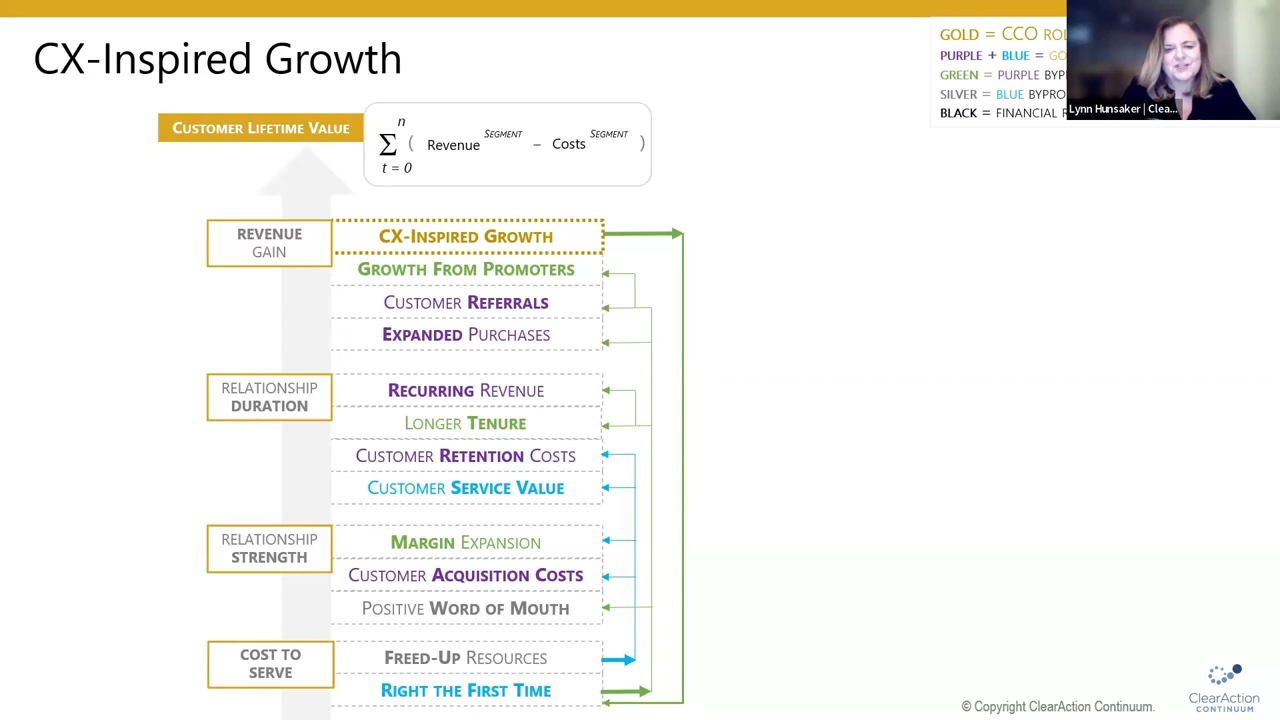 CX-Inspired Growth
GOLD = CCO
PURPLE + BLUE =
GREEN = PURPLE
SILVER = BLUE
BLACK = FINANCIAL
Lynn Hunsaker | Clea...
CUSTOMER LIFETIME VALUE
n
∑ ( Revenue SEGMENT – Costs SEGMENT )
t = 0
REVENUE
GAIN
CX-INSPIRED GROWTH
GROWTH FROM PROMOTERS
CUSTOMER REFERRALS
EXPANDED PURCHASES
RELATIONSHIP
DURATION
RECURRING REVENUE
LONGER TENURE
CUSTOMER RETENTION COSTS
CUSTOMER SERVICE VALUE
RELATIONSHIP
STRENGTH
MARGIN EXPANSION
CUSTOMER ACQUISITION COSTS
POSITIVE WORD OF MOUTH
COST TO
SERVE
FREED-UP RESOURCES
RIGHT THE FIRST TIME
ClearAction
CONTINUUM
© Copyright ClearAction Continuum.